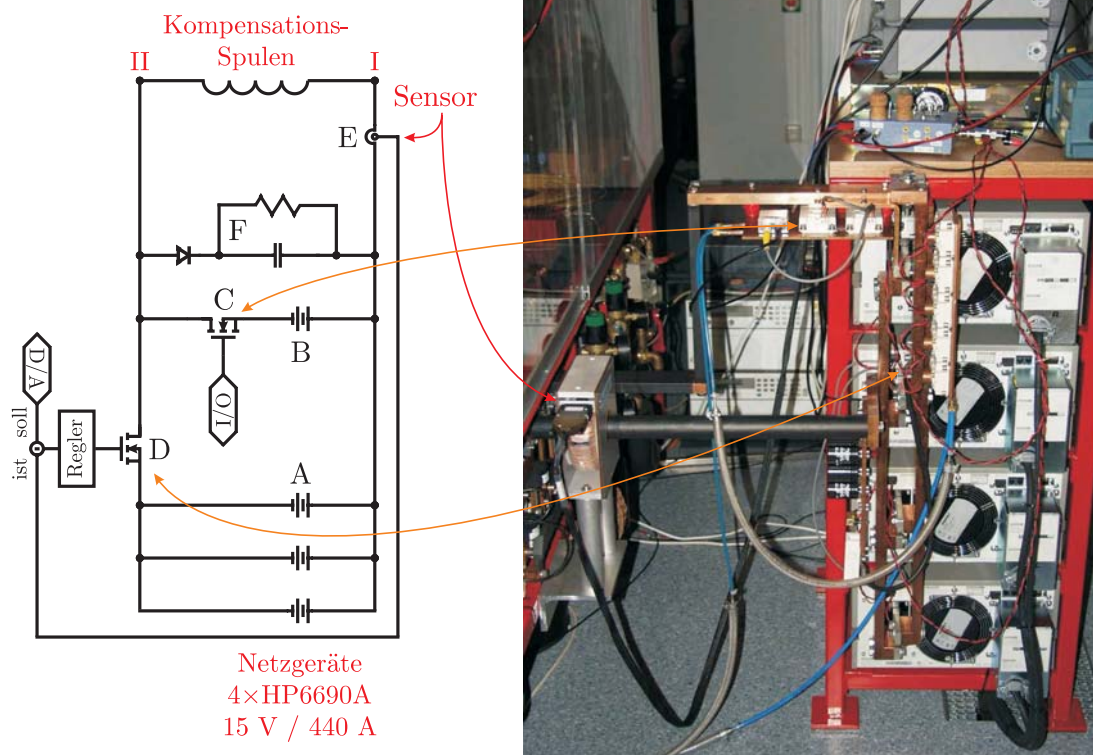 Kompensations-
Spulen
II
I
Sensor
E
F
C
B
D/A
O/I
soll
ist
Regler
D
A
Netzgeräte
4×HP6690A
15 V / 440 A